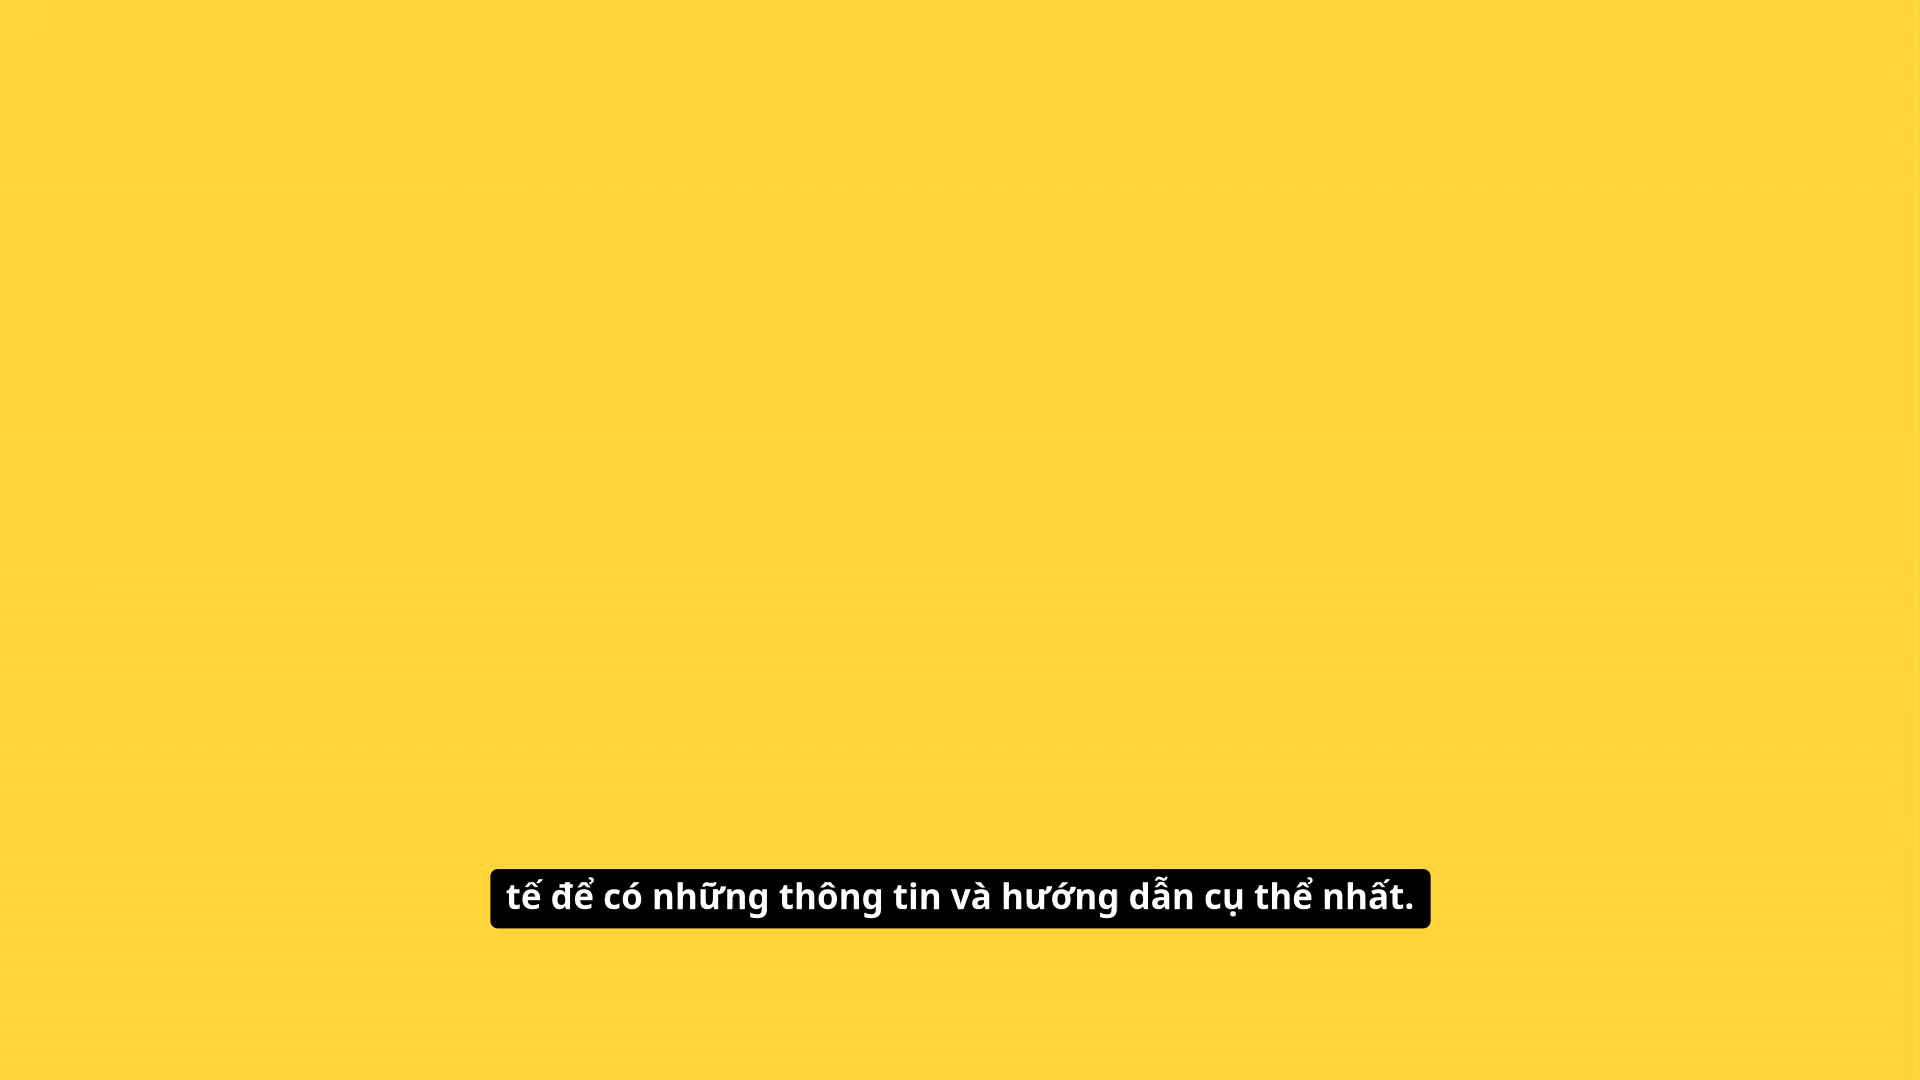 tế để có những thông tin và hướng dẫn cụ thể nhất.